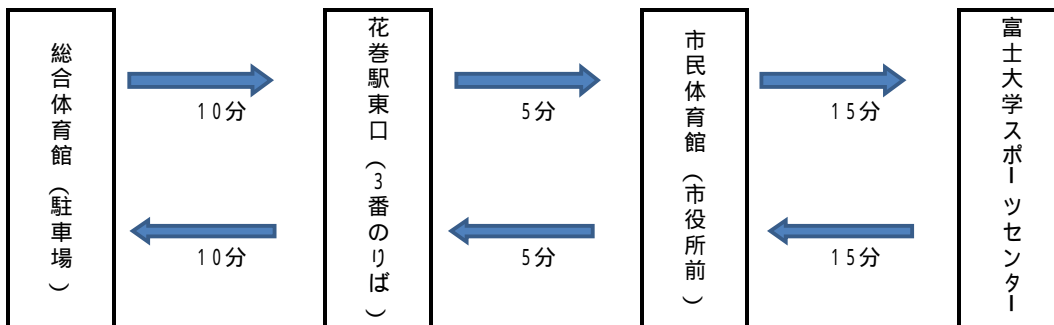 総合体育館（駐車場）
10分
花巻駅東口（3番のりば）
5分
市民体育館（市役所前）
15分
富士大学スポーツセンター
10分
5分
15分